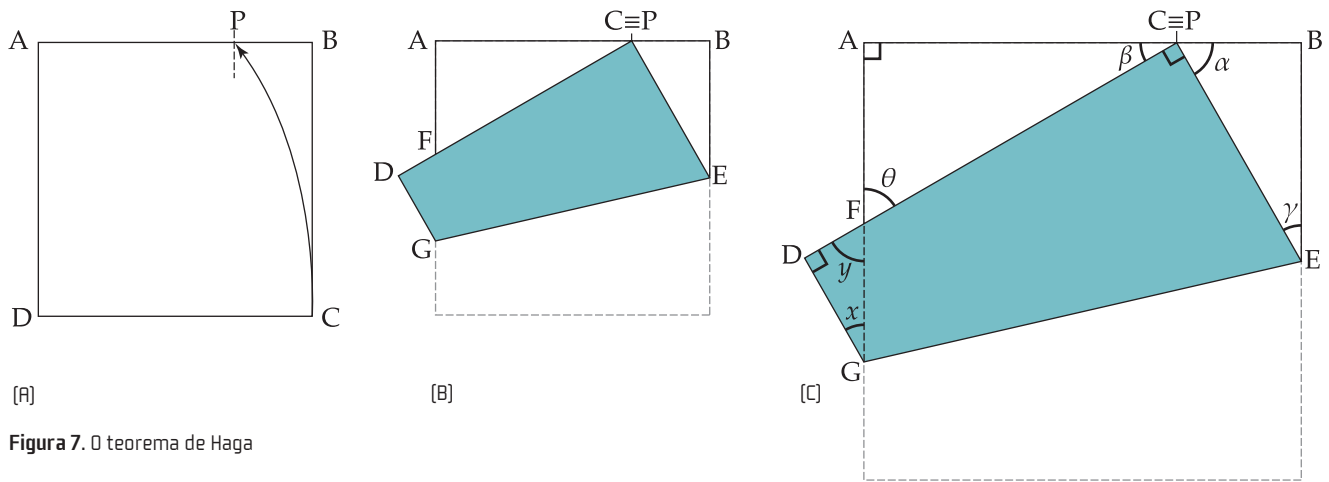 A P B
D C
[A]
C≡P
A B
F
D E
G
[B]
C≡P
A B
β α
θ
F γ
D E
y
x
G
[C]
Figura 7. O teorema de Haga